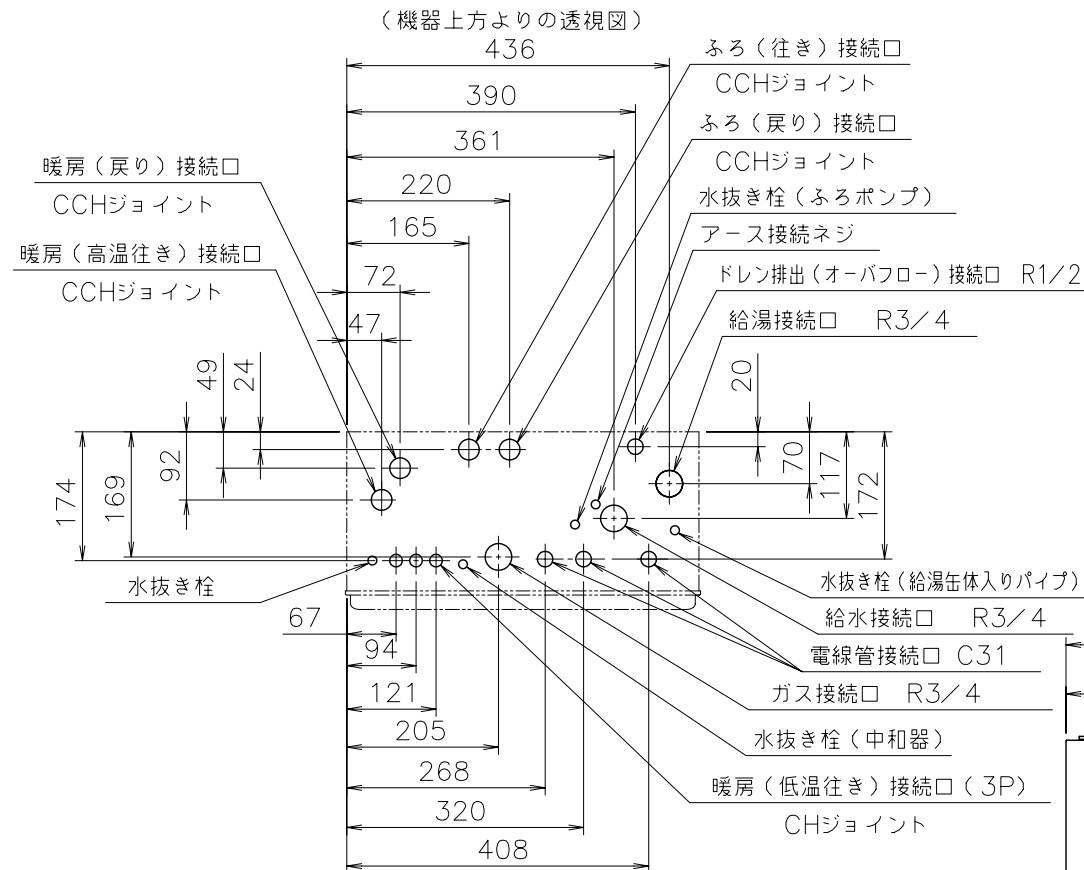 (機器上方よりの透視図)
436
ふろ(往き)接続口
CCHジョイント
390
ふろ(戻り)接続口
CCHジョイント
361
暖房(戻り)接続口
CCHジョイント
220
水抜き栓(ふろポンプ)
165
アース接続ネジ
暖房(高温往き)接続口
CCHジョイント
72
ドレン排出(オーバフロー)接続口 R1/2
47
給湯接続口 R3/4
49
24
20
92
70
174
169
117
172
水抜き栓
水抜き栓(給湯缶体入りパイプ)
67
給水接続口 R3/4
94
電線管接続口 C31
121
ガス接続口 R3/4
205
水抜き栓(中和器)
268
暖房(低温往き)接続口(3P)
CHジョイント
320
408